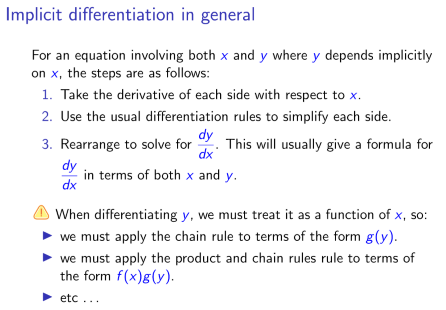 Implicit differentiation in general
For an equation involving both x and y where y depends implicitly
on x, the steps are as follows:
1. Take the derivative of each side with respect to x.
2. Use the usual differentiation rules to simplify each side.
3. Rearrange to solve for dy/dx. This will usually give a formula for
dy/dx in terms of both x and y.
⚠ When differentiating y, we must treat it as a function of x, so:
▶ we must apply the chain rule to terms of the form g(y).
▶ we must apply the product and chain rules rule to terms of
the form f(x)g(y).
▶ etc ...